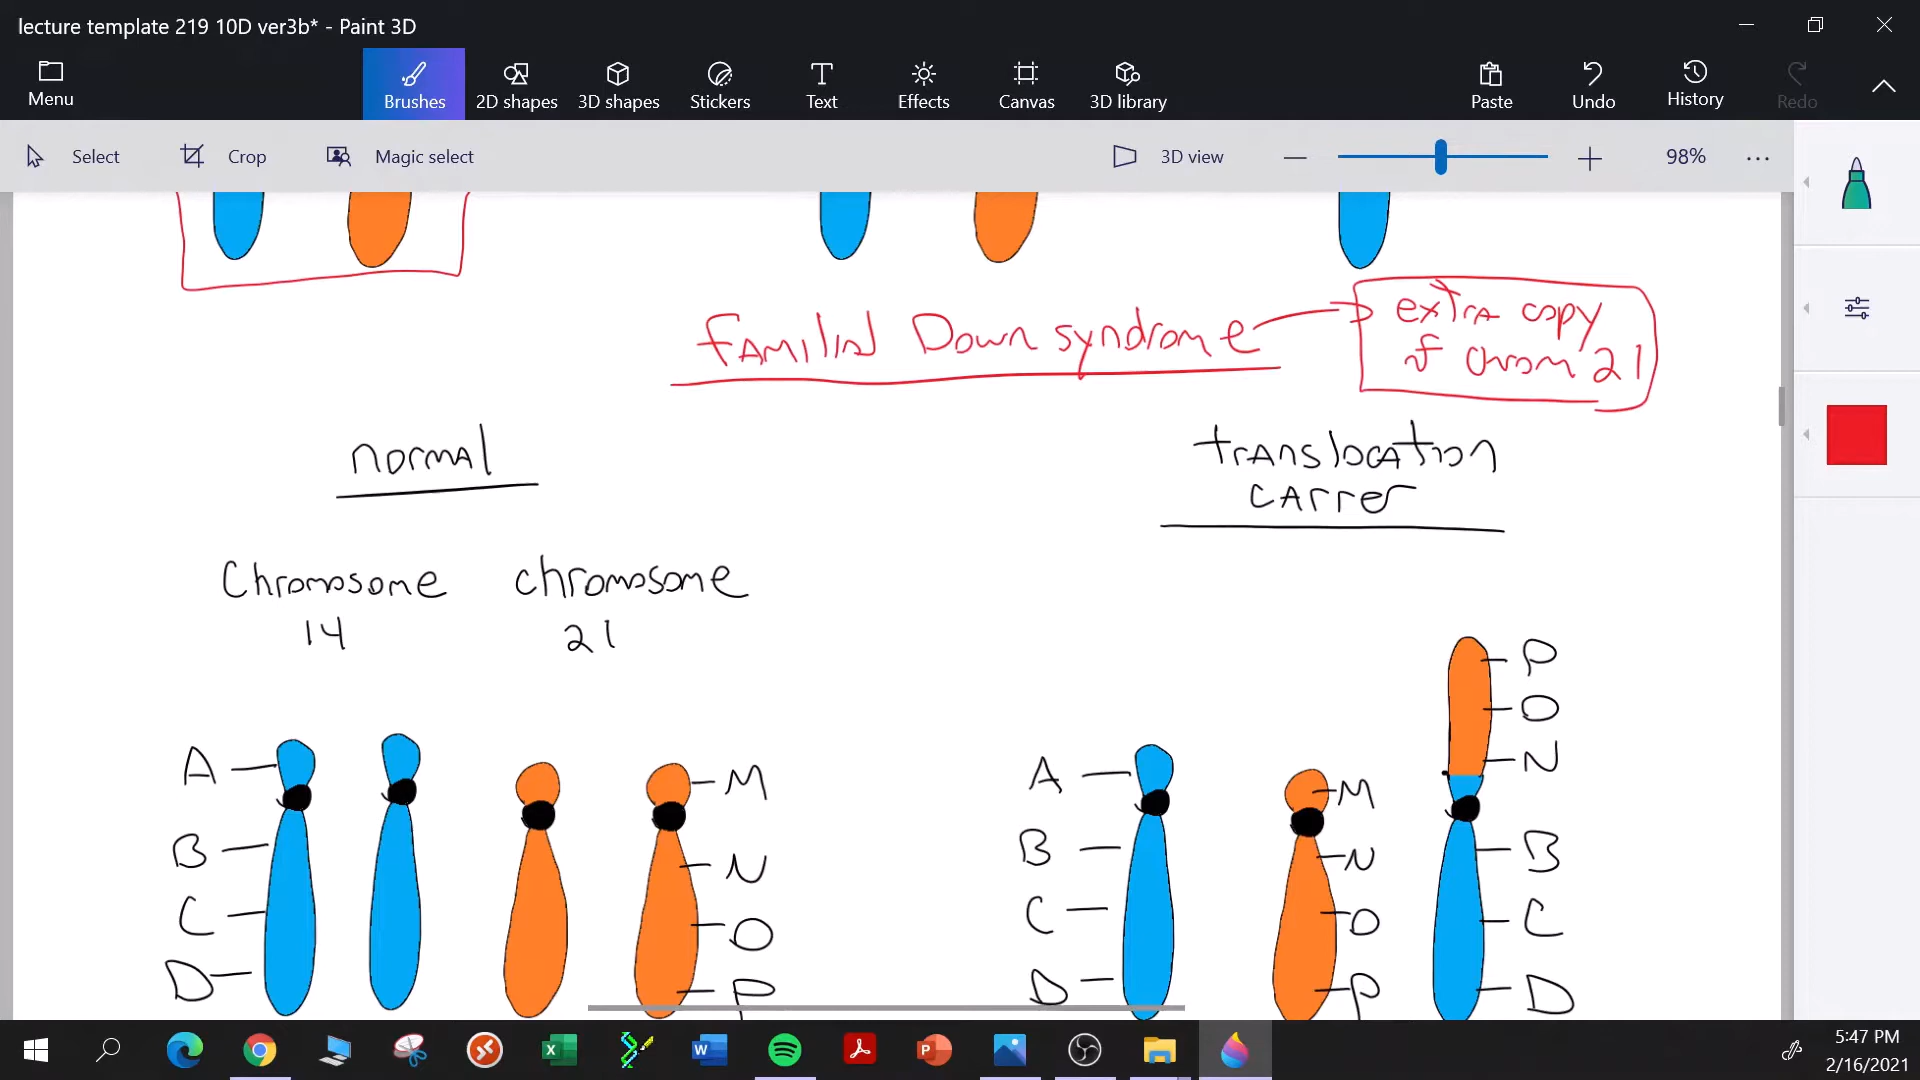 lecture template 219 10D ver3b* - Paint 3D
Menu
Brushes
2D shapes
3D shapes
Stickers
Text
Effects
Canvas
3D library
Paste
Undo
History
Redo
Select
Crop
Magic select
3D view
98%
Familial Down syndrome
extra copy
of chrom 21
normal
translocation
carrer
Chromosome
14
chromosome
21
A
B
C
D
M
N
O
P
A
B
C
D
M
N
O
P
P
O
N
B
C
D
5:47 PM
2/16/2021